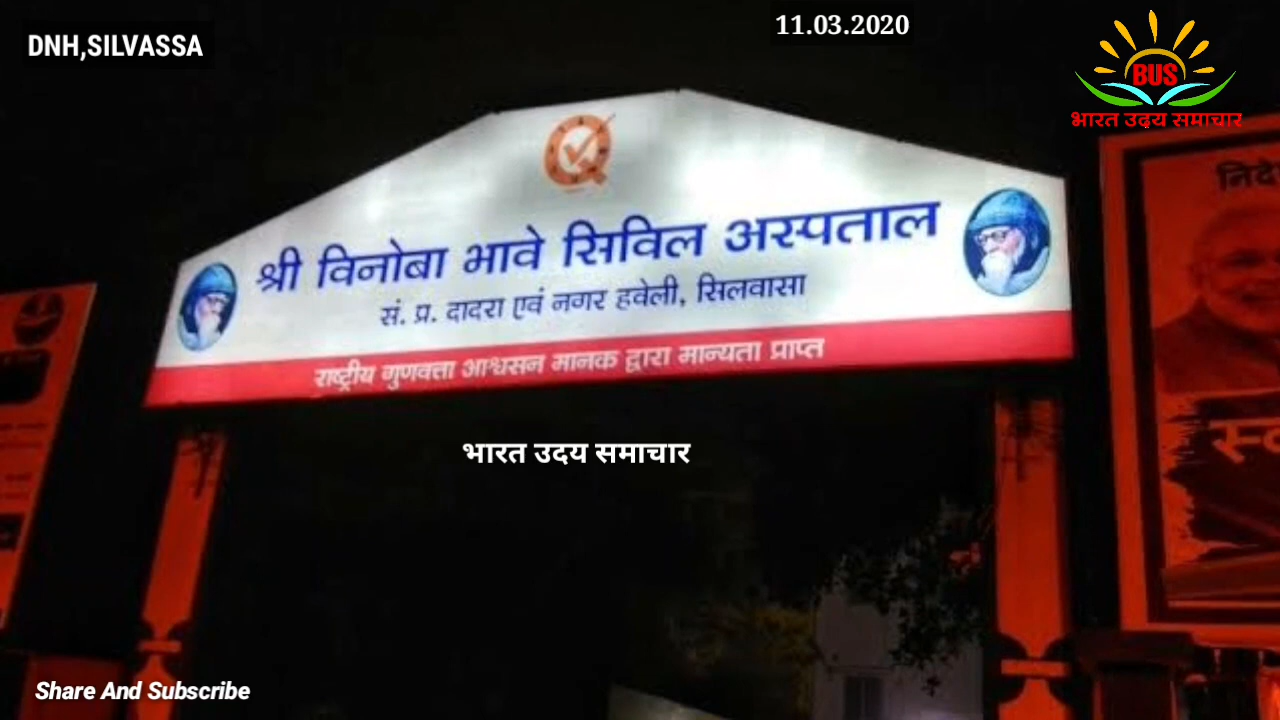 DNH,SILVASSA
11.03.2020
BUS
भारत उदय समाचार
श्री विनोबा भावे सिविल अस्पताल
सं. प्र. दादरा एवं नगर हवेली, सिलवासा
राष्ट्रीय गुणवत्ता आश्वसन मानक द्वारा मान्यता प्राप्त
भारत उदय समाचार
Share And Subscribe